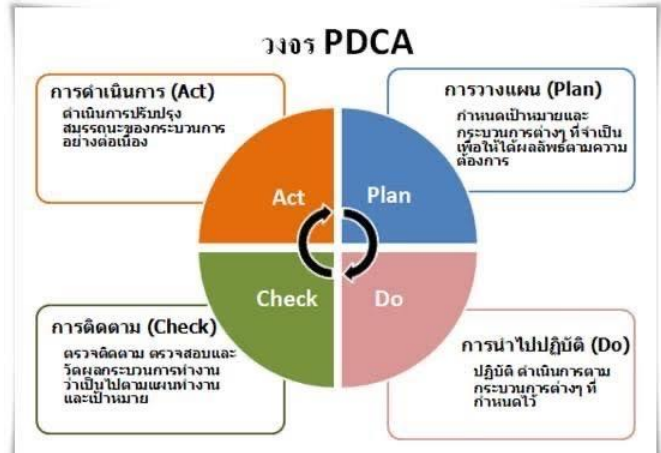 วงจร PDCA
การดำเนินการ (Act)
ดำเนินการปรับปรุง
สมรรถนะของกระบวนการ
อย่างต่อเนื่อง
การวางแผน (Plan)
กำหนดเป้าหมายและ
กระบวนการต่างๆ ที่จำเป็น
เพื่อให้ได้ผลลัพธ์ตามความ
ต้องการ
Act
Plan
Check
Do
การติดตาม (Check)
ตรวจติดตาม ตรวจสอบและ
วัดผลกระบวนการทำงาน
ว่าเป็นไปตามแผนทำงาน
และเป้าหมาย
การนำไปปฏิบัติ (Do)
ปฏิบัติ ดำเนินการตาม
กระบวนการต่างๆ ที่
กำหนดไว้